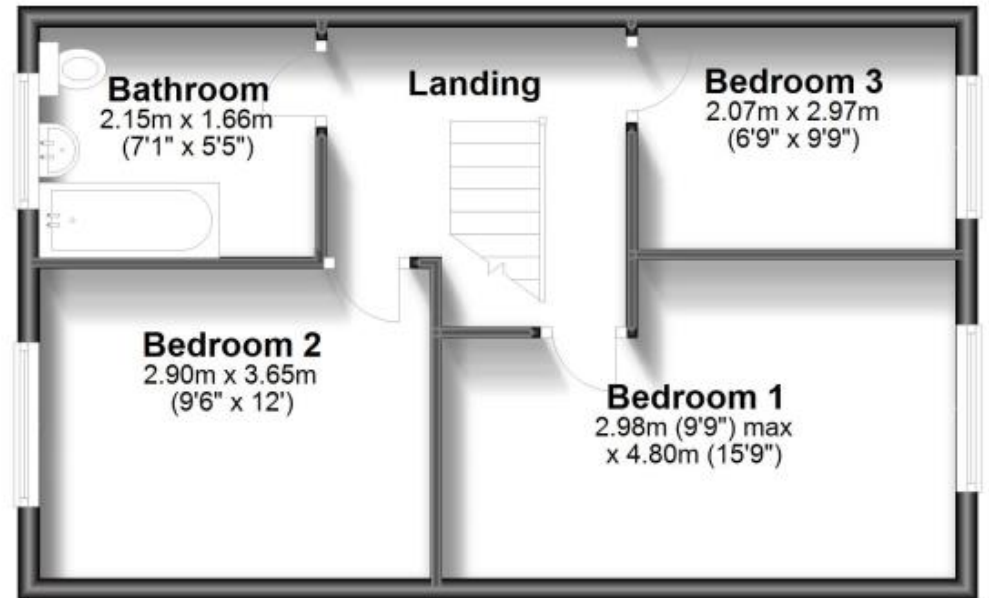 Bathroom
2.15m x 1.66m
(7'1" x 5'5")
Landing
Bedroom 3
2.07m x 2.97m
(6'9" x 9'9")
Bedroom 2
2.90m x 3.65m
(9'6" x 12')
Bedroom 1
2.98m (9'9") max
x 4.80m (15'9")